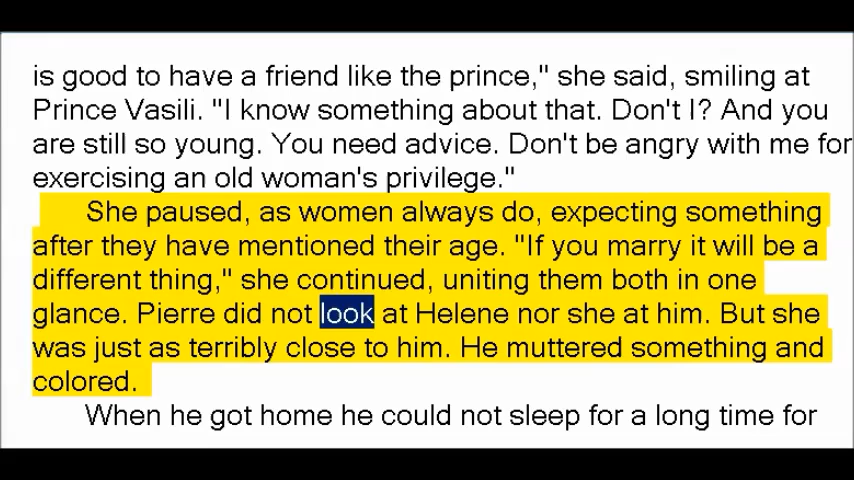 is good to have a friend like the prince," she said, smiling at
Prince Vasili. "I know something about that. Don't I? And you
are still so young. You need advice. Don't be angry with me for
exercising an old woman's privilege."
She paused, as women always do, expecting something
after they have mentioned their age. "If you marry it will be a
different thing," she continued, uniting them both in one
glance. Pierre did not look at Helene nor she at him. But she
was just as terribly close to him. He muttered something and
colored.
When he got home he could not sleep for a long time for